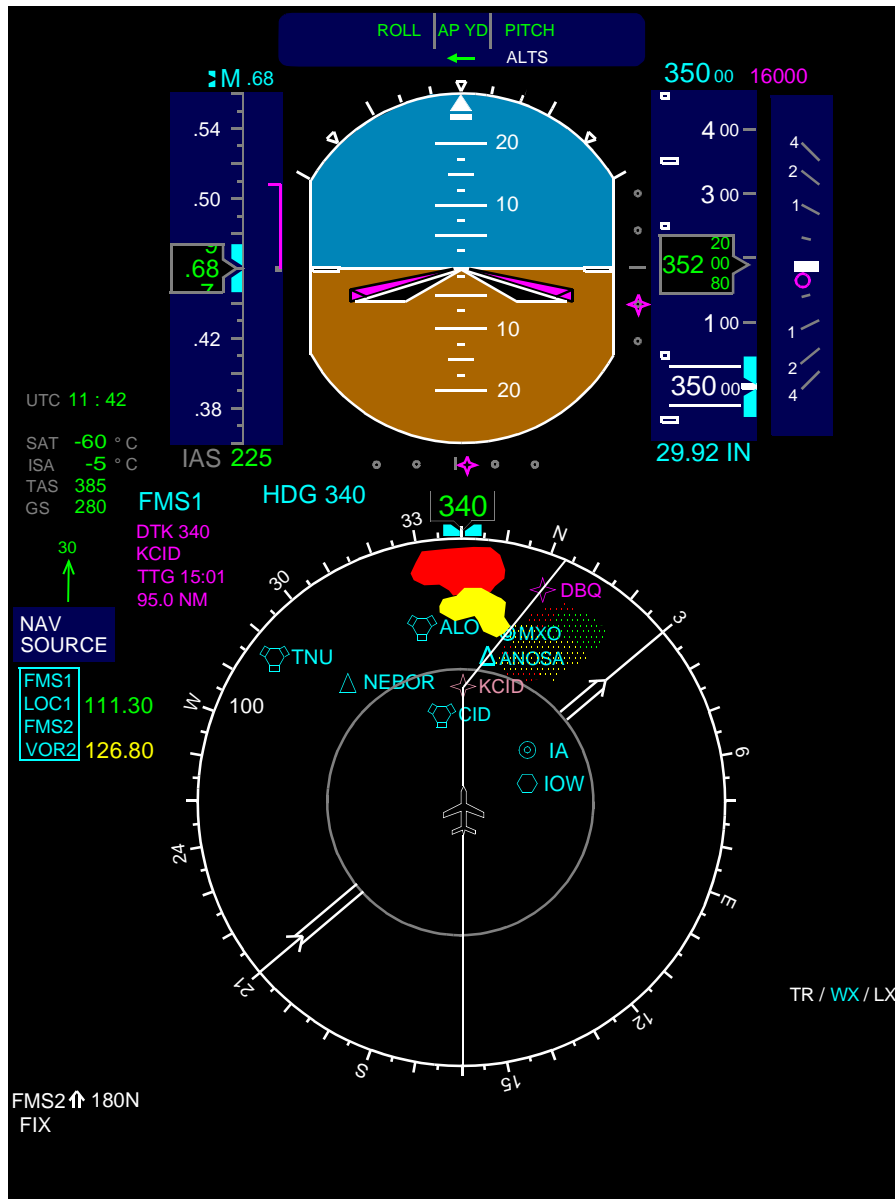 ROLL AP YD PITCH
ALTS
M .68
350 00 16000
.54
.50
9
.68
7
.42
.38
IAS 225
20
10
10
20
4 00
3 00
20
352 00
80
1 00
350 00
29.92 IN
4
2
1
1
2
4
UTC 11 : 42
SAT -60 ° C
ISA -5 ° C
TAS 385
GS 280
30
NAV
SOURCE
FMS1
LOC1 111.30
FMS2
VOR2 126.80
FMS1
DTK 340
KCID
TTG 15:01
95.0 NM
HDG 340
340
33
N
30
3
W
100
6
24
E
21
12
S
15
DBQ
ALO
MXO
TNU
ANOSA
NEBOR
KCID
CID
IA
IOW
TR / WX / LX
FMS2 180N
FIX